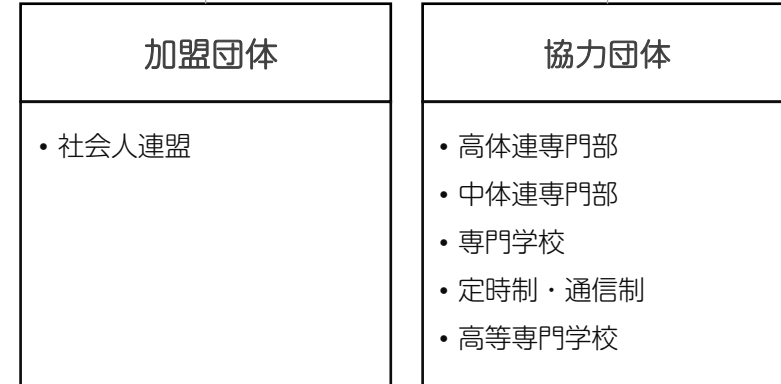 加盟団体
・社会人連盟
協力団体
・高体連専門部
・中体連専門部
・専門学校
・定時制・通信制
・高等専門学校